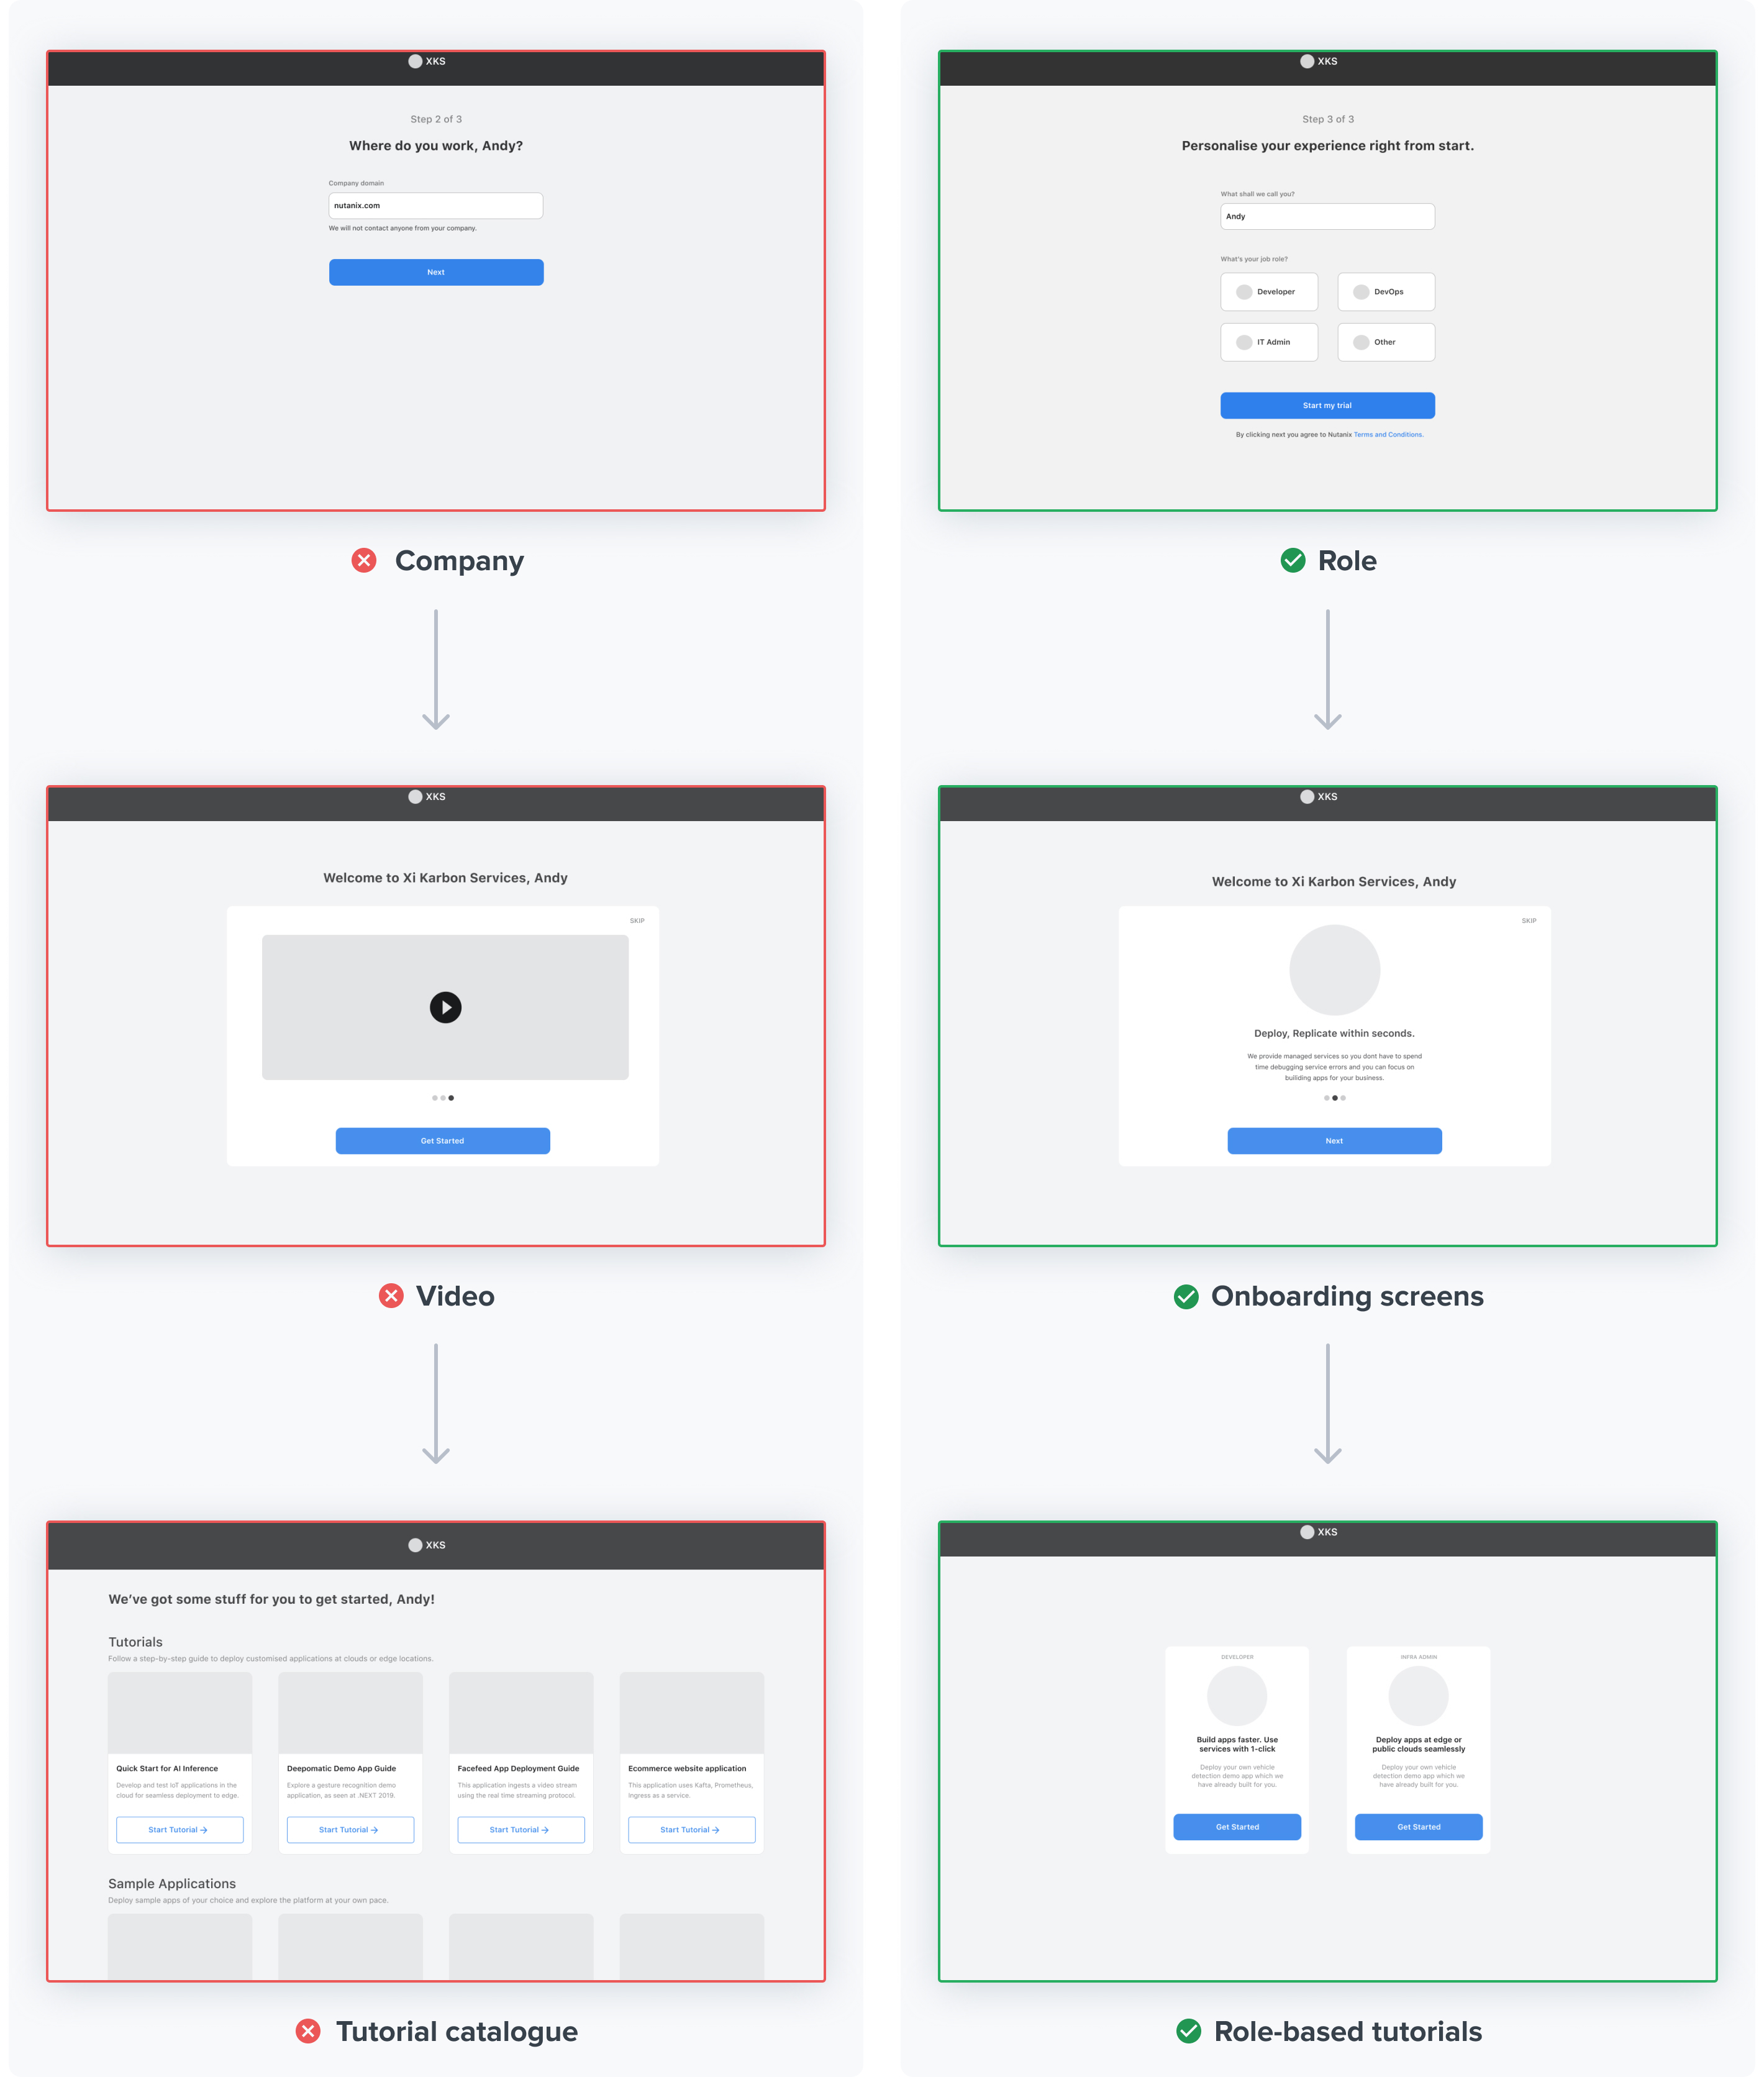 XKS
Step 2 of 3
Where do you work, Andy?
Company domain
nutanix.com
We will not contact anyone from your company.
Next
Company
XKS
Welcome to Xi Karbon Services, Andy
SKIP
Get Started
Video
XKS
We've got some stuff for you to get started, Andy!
Tutorials
Follow a step-by-step guide to deploy customised applications at clouds or edge locations.
Quick Start for AI Inference
Develop and test IoT applications in the
cloud for seamless deployment to edge.
Start Tutorial →
Deepomatic Demo App Guide
Explore a gesture recognition demo
application, as seen at .NEXT 2019.
Start Tutorial →
Facefeed App Deployment Guide
This application ingests a video stream
using the real time streaming protocol.
Start Tutorial →
Ecommerce website application
This application uses Kafta, Prometheus,
Ingress as a service.
Start Tutorial →
Sample Applications
Deploy sample apps of your choice and explore the platform at your own pace.
Tutorial catalogue
XKS
Step 3 of 3
Personalise your experience right from start.
What shall we call you?
Andy
What's your job role?
Developer
DevOps
IT Admin
Other
Start my trial
By clicking next you agree to Nutanix Terms and Conditions.
Role
XKS
Welcome to Xi Karbon Services, Andy
SKIP
Deploy, Replicate within seconds.
We provide managed services so you dont have to spend
time debugging service errors and you can focus on
builiding apps for your business.
Next
Onboarding screens
XKS
DEVELOPER
Build apps faster. Use
services with 1-click
Deploy your own vehicle
detection demo app which we
have already built for you.
Get Started
INFRA ADMIN
Deploy apps at edge or
public clouds seamlessly
Deploy your own vehicle
detection demo app which we
have already built for you.
Get Started
Role-based tutorials